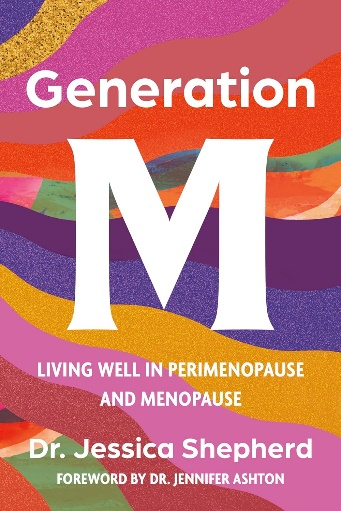 Generation
M
LIVING WELL IN PERIMENOPAUSE
AND MENOPAUSE
Dr. Jessica Shepherd
FOREWORD BY DR. JENNIFER ASHTON